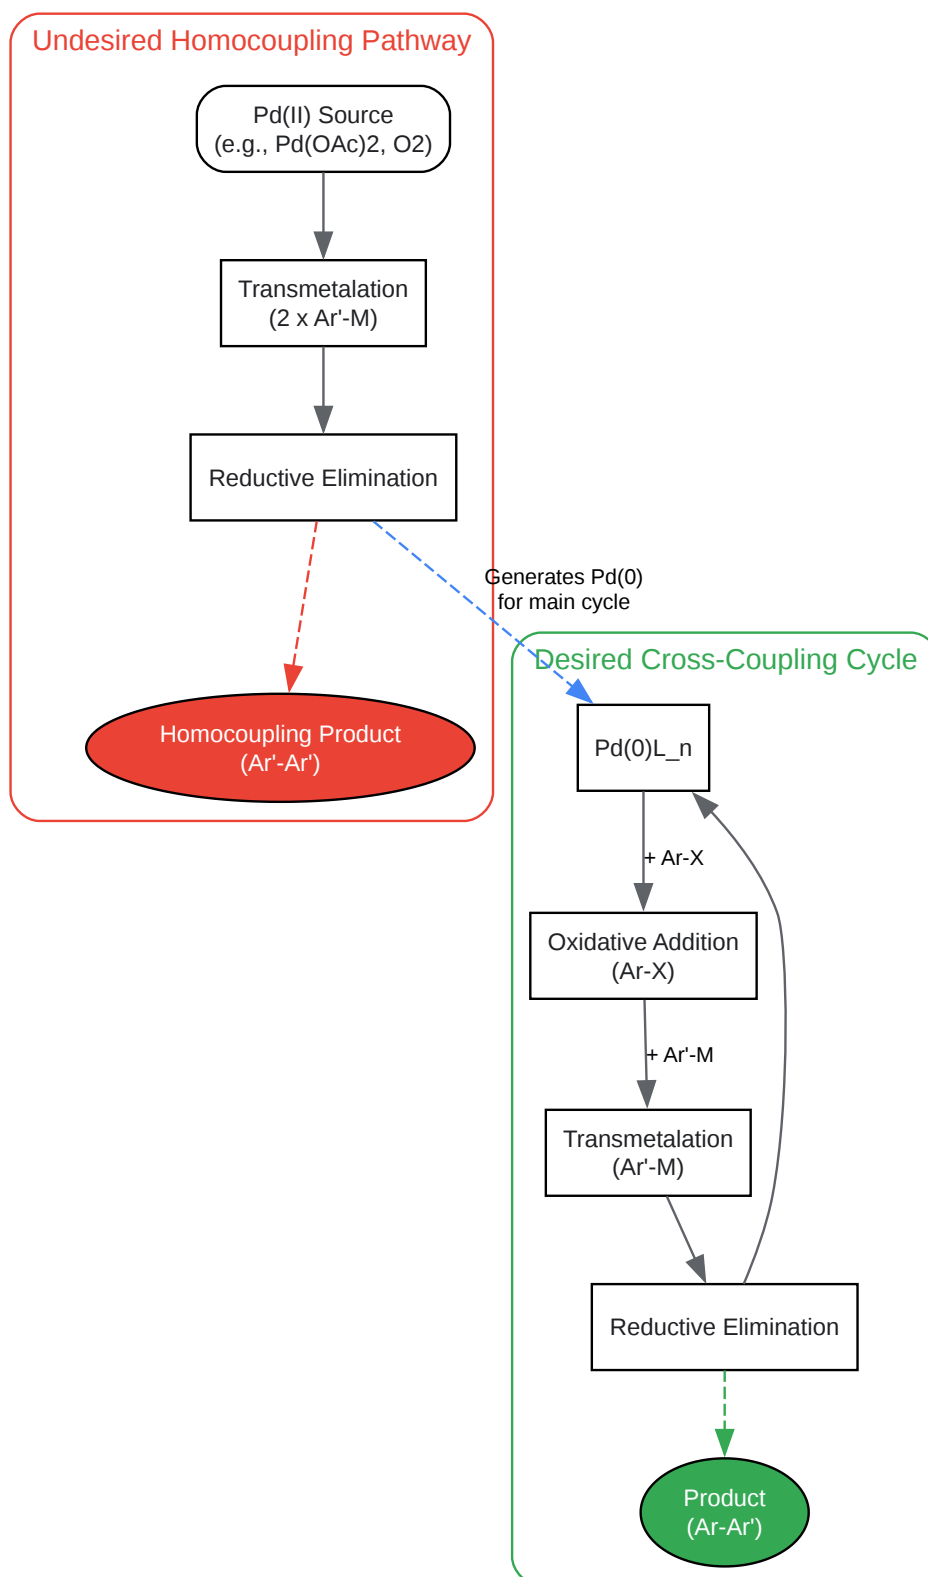 Undesired Homocoupling Pathway
Pd(II) Source
(e.g., Pd(OAc)2, O2)
Transmetalation
(2 x Ar'-M)
Reductive Elimination
Generates Pd(0)
for main cycle
Homocoupling Product
(Ar'-Ar')
Desired Cross-Coupling Cycle
Pd(0)L_n
+ Ar-X
Oxidative Addition
(Ar-X)
+ Ar'-M
Transmetalation
(Ar'-M)
Reductive Elimination
Product
(Ar-Ar')